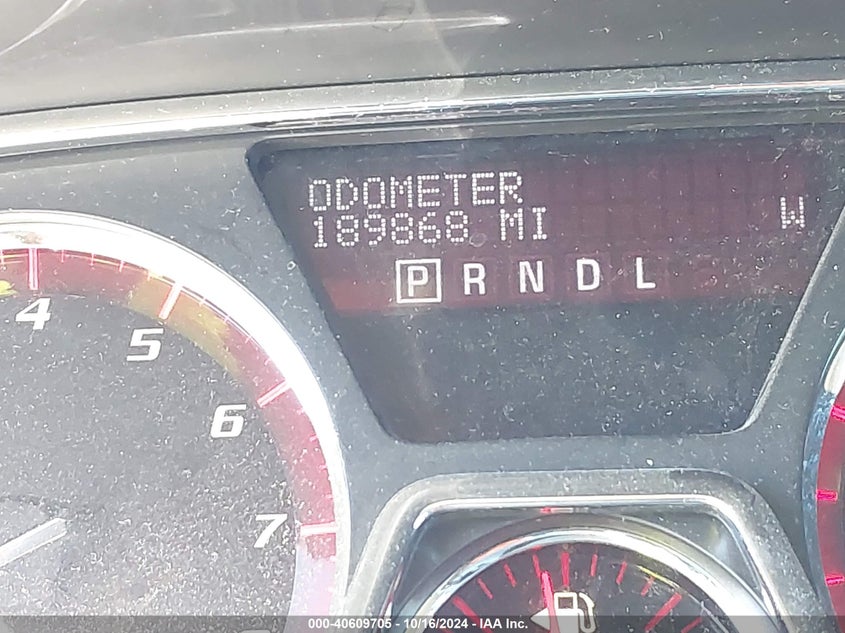 ODOMETER
189868 MI W
P R N D L
4
5
6
7
000-40609705 - 10/16/2024 - IAA Inc.